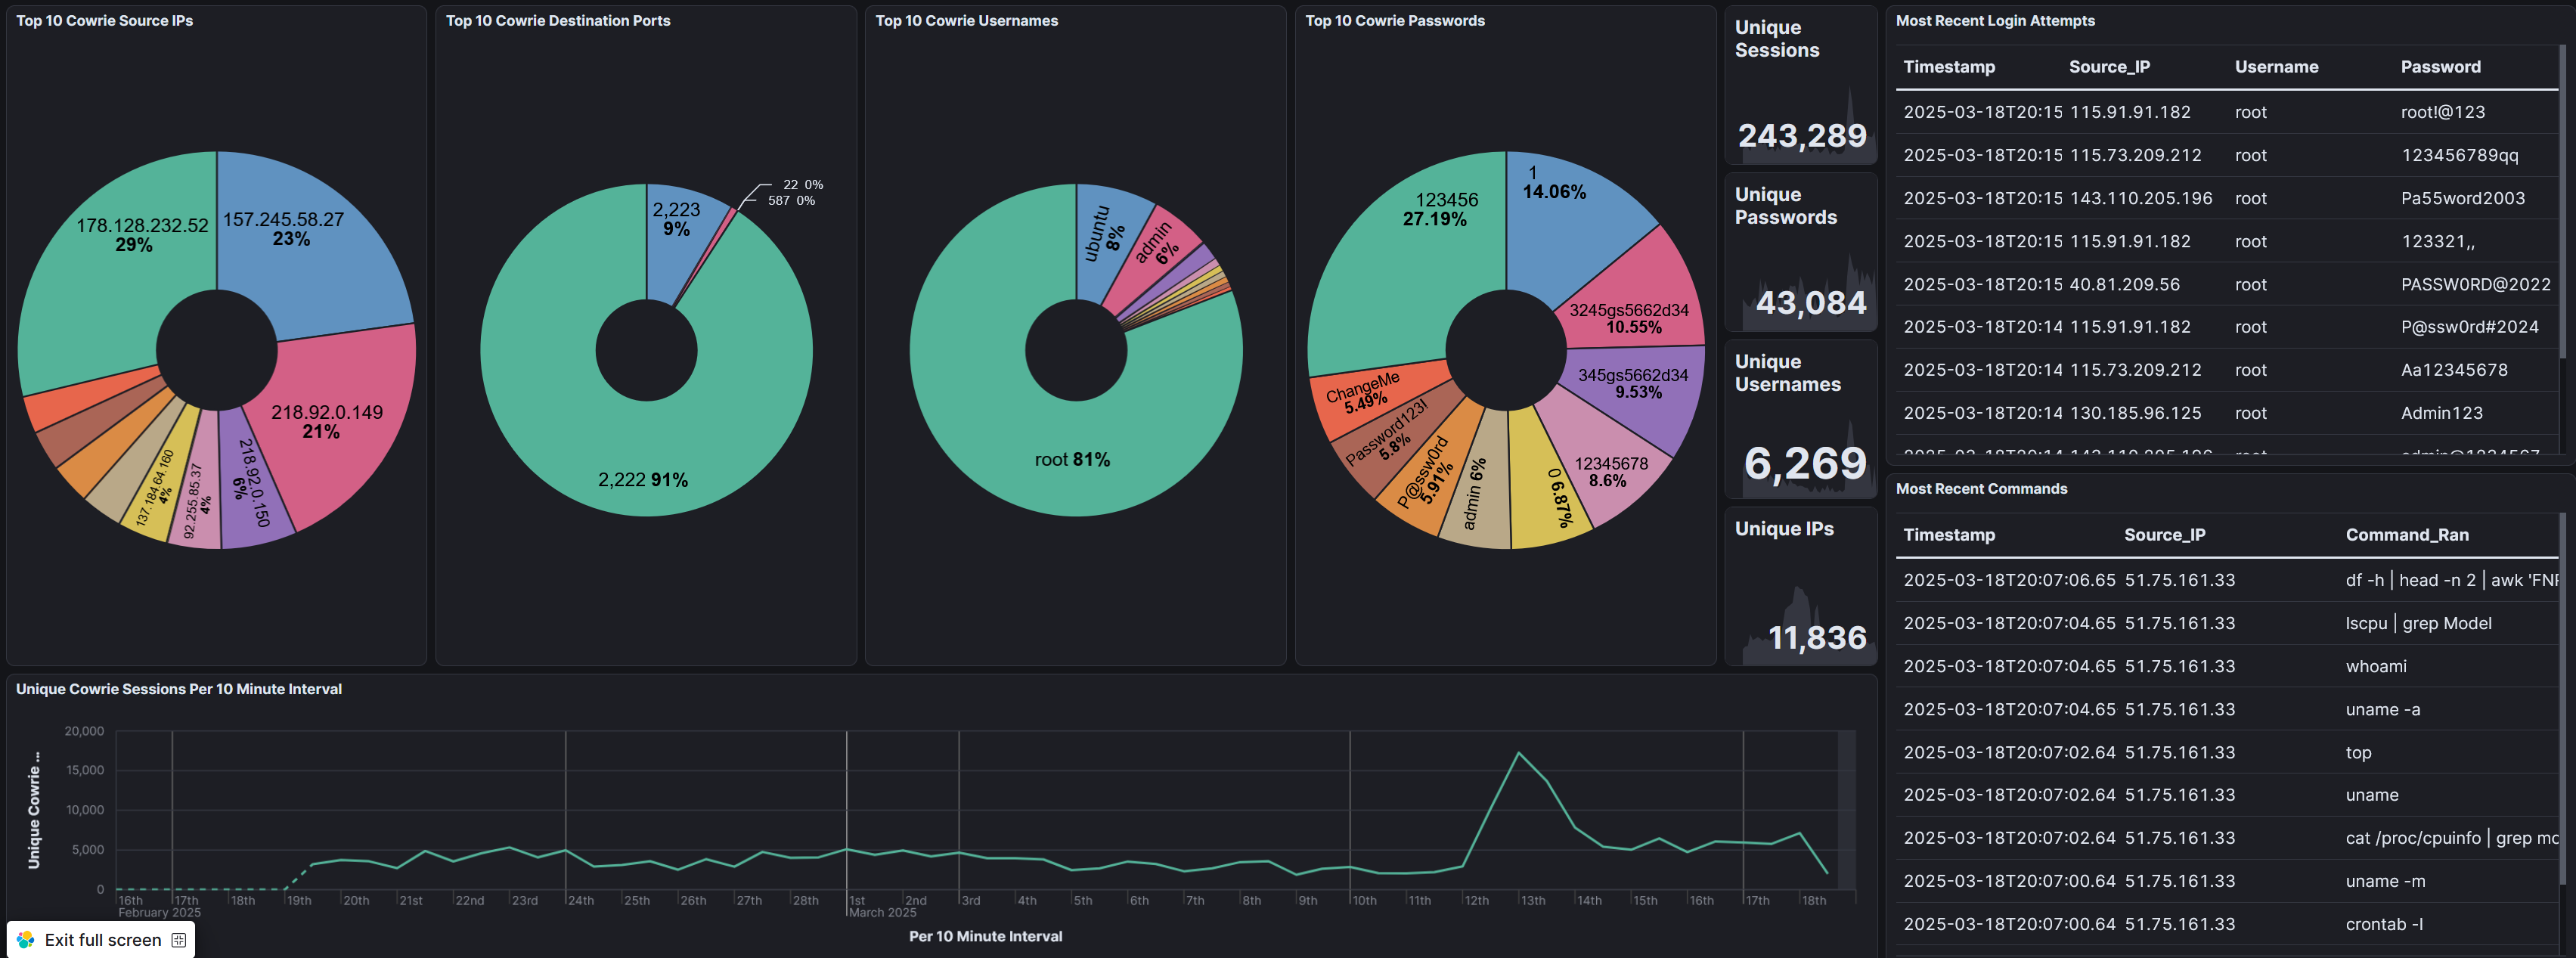 Top 10 Cowrie Source IPs
178.128.232.52
29%
157.245.58.27
23%
218.92.0.149
21%
218.92.0.150
6%
92.255.85.37
4%
137.184.64.160
4%
Top 10 Cowrie Destination Ports
2,223
9%
22 0%
587 0%
2,222 91%
Top 10 Cowrie Usernames
ubuntu
8%
admin
6%
root 81%
Top 10 Cowrie Passwords
123456
27.19%
1
14.06%
3245gs5662d34
10.55%
345gs5662d34
9.53%
12345678
8.6%
0 6.87%
admin 6%
P@ssw0rd
5.91%
Password123!
5.8%
ChangeMe
5.49%
Unique
Sessions
243,289
Unique
Passwords
43,084
Unique
Usernames
6,269
Unique IPs
11,836
Most Recent Login Attempts
Timestamp Source_IP Username Password
2025-03-18T20:15 115.91.91.182 root root!@123
2025-03-18T20:15 115.73.209.212 root 123456789qq
2025-03-18T20:15 143.110.205.196 root Pa55word2003
2025-03-18T20:15 115.91.91.182 root 123321,,
2025-03-18T20:15 40.81.209.56 root PASSW0RD@2022
2025-03-18T20:14 115.91.91.182 root P@ssw0rd#2024
2025-03-18T20:14 115.73.209.212 root Aa12345678
2025-03-18T20:14 130.185.96.125 root Admin123
Most Recent Commands
Timestamp Source_IP Command_Ran
2025-03-18T20:07:06.65 51.75.161.33 df -h | head -n 2 | awk 'FN
2025-03-18T20:07:04.65 51.75.161.33 lscpu | grep Model
2025-03-18T20:07:04.65 51.75.161.33 whoami
2025-03-18T20:07:04.65 51.75.161.33 uname -a
2025-03-18T20:07:02.64 51.75.161.33 top
2025-03-18T20:07:02.64 51.75.161.33 uname
2025-03-18T20:07:02.64 51.75.161.33 cat /proc/cpuinfo | grep mo
2025-03-18T20:07:00.64 51.75.161.33 uname -m
2025-03-18T20:07:00.64 51.75.161.33 crontab -l
Unique Cowrie Sessions Per 10 Minute Interval
Unique Cowrie ...
20,000
15,000
10,000
5,000
0
16th 17th 18th 19th 20th 21st 22nd 23rd 24th 25th 26th 27th 28th 1st 2nd 3rd 4th 5th 6th 7th 8th 9th 10th 11th 12th 13th 14th 15th 16th 17th 18th
February 2025 March 2025
Per 10 Minute Interval
Exit full screen